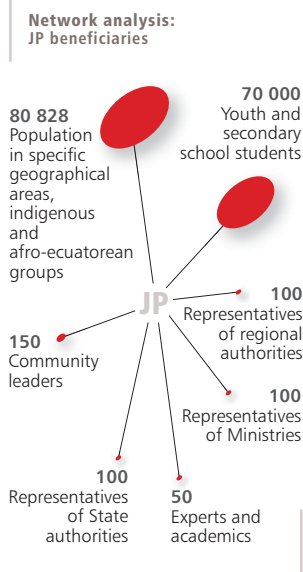 Network analysis:
JP beneficiaries
80 828
Population
in specific
geographical
areas,
indigenous
and
afro-ecuatorean
groups
70 000
Youth and
secondary
school students
JP
100
Representatives
of regional
authorities
150
Community
leaders
100
Representatives
of Ministries
100
Representatives
of State
authorities
50
Experts and
academics